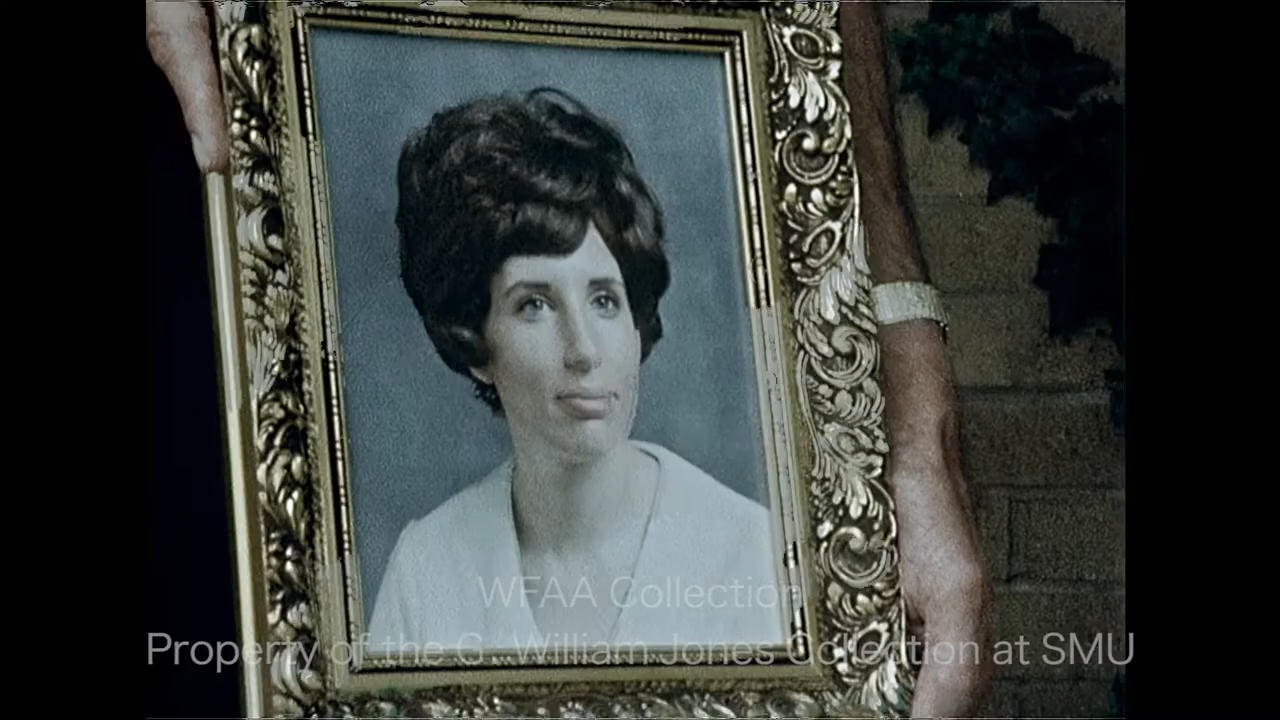 WFAA Collection
Property of the G. William Jones Collection at SMU